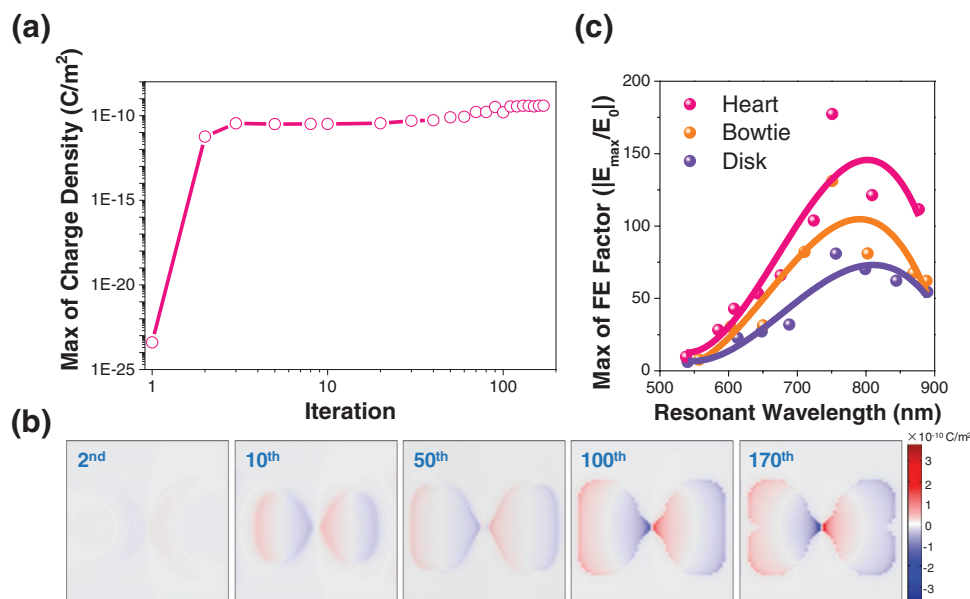 (a)
Max of Charge Density (C/m²)
1E-10
1E-15
1E-20
1E-25
1
10
100
Iteration
(c)
Max of FE Factor (|E_max/E_0|)
200
150
100
50
0
Heart
Bowtie
Disk
500 600 700 800 900
Resonant Wavelength (nm)
(b)
2nd
10th
50th
100th
170th
×10⁻¹⁰ C/m²
3
2
1
0
-1
-2
-3